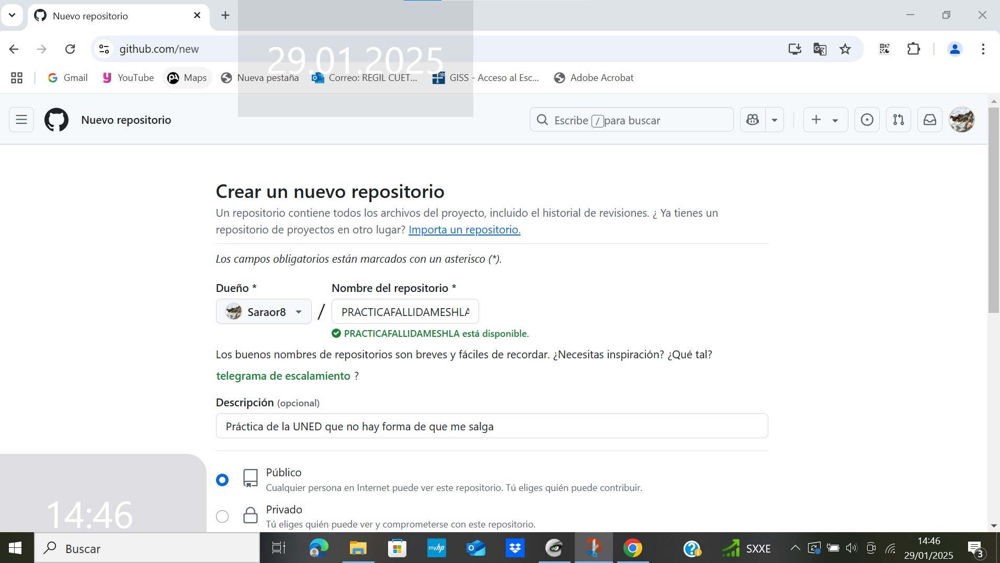 Nuevo repositorio
github.com/new
29.01.2025
Gmail
YouTube
Maps
Nueva pestaña
Correo: REGIL CUET...
GISS - Acceso al Esc...
Adobe Acrobat
Nuevo repositorio
Escribe / para buscar
Crear un nuevo repositorio
Un repositorio contiene todos los archivos del proyecto, incluido el historial de revisiones. ¿ Ya tienes un
repositorio de proyectos en otro lugar? Importa un repositorio.
Los campos obligatorios están marcados con un asterisco (*).
Dueño *
Nombre del repositorio *
Saraor8
/
PRACTICAFALLIDAMESHLA
PRACTICAFALLIDAMESHLA está disponible.
Los buenos nombres de repositorios son breves y fáciles de recordar. ¿Necesitas inspiración? ¿Qué tal?
telegrama de escalamiento ?
Descripción (opcional)
Práctica de la UNED que no hay forma de que me salga
Público
Cualquier persona en Internet puede ver este repositorio. Tú eliges quién puede contribuir.
Privado
Tú eliges quién puede ver y comprometerse con este repositorio.
14:46
Buscar
myhp
SXXE
14:46
29/01/2025
3